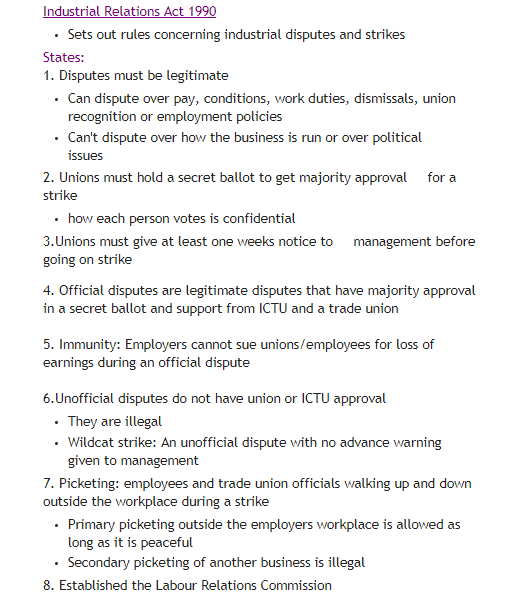 Industrial Relations Act 1990
• Sets out rules concerning industrial disputes and strikes
States:
1. Disputes must be legitimate
• Can dispute over pay, conditions, work duties, dismissals, union
recognition or employment policies
• Can't dispute over how the business is run or over political
issues
2. Unions must hold a secret ballot to get majority approval for a
strike
• how each person votes is confidential
3.Unions must give at least one weeks notice to management before
going on strike
4. Official disputes are legitimate disputes that have majority approval
in a secret ballot and support from ICTU and a trade union
5. Immunity: Employers cannot sue unions/employees for loss of
earnings during an official dispute
6.Unofficial disputes do not have union or ICTU approval
• They are illegal
• Wildcat strike: An unofficial dispute with no advance warning
given to management
7. Picketing: employees and trade union officials walking up and down
outside the workplace during a strike
• Primary picketing outside the employers workplace is allowed as
long as it is peaceful
• Secondary picketing of another business is illegal
8. Established the Labour Relations Commission